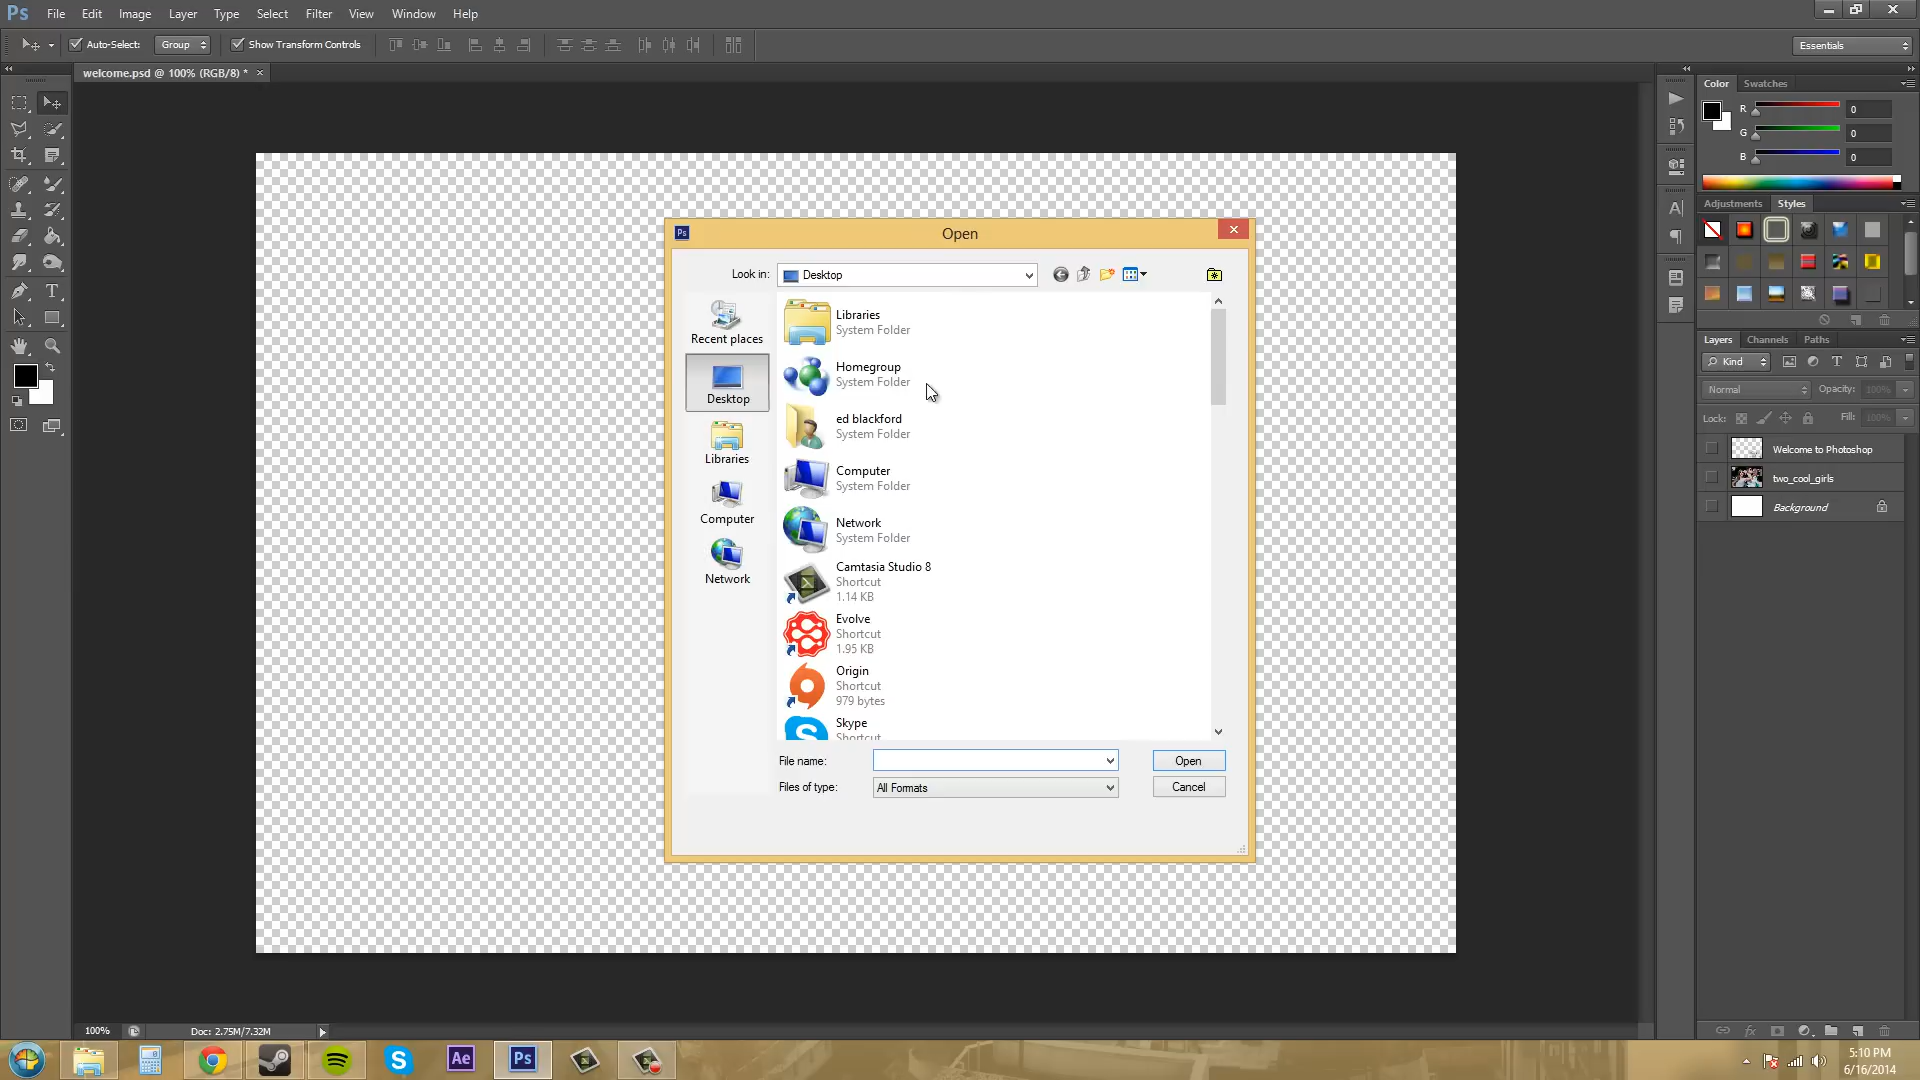 Ps File Edit Image Layer Type Select Filter View Window Help
Auto-Select: Group Show Transform Controls Essentials
welcome.psd @ 100% (RGB/8) * ×
Color Swatches
R 0
G 0
B 0
Adjustments Styles
Layers Channels Paths
Kind
Normal Opacity: 100%
Lock: Fill: 100%
Welcome to Photoshop
two_cool_girls
Background
Open
Look in: Desktop
Recent places
Desktop
Libraries
Computer
Network
Libraries
System Folder
Homegroup
System Folder
ed blackford
System Folder
Computer
System Folder
Network
System Folder
Camtasia Studio 8
Shortcut
1.14 KB
Evolve
Shortcut
1.95 KB
Origin
Shortcut
979 bytes
Skype
Shortcut
File name: Open
Files of type: All Formats Cancel
100% Doc: 2.75M/7.32M
Ae Ps
5:10 PM
6/16/2014